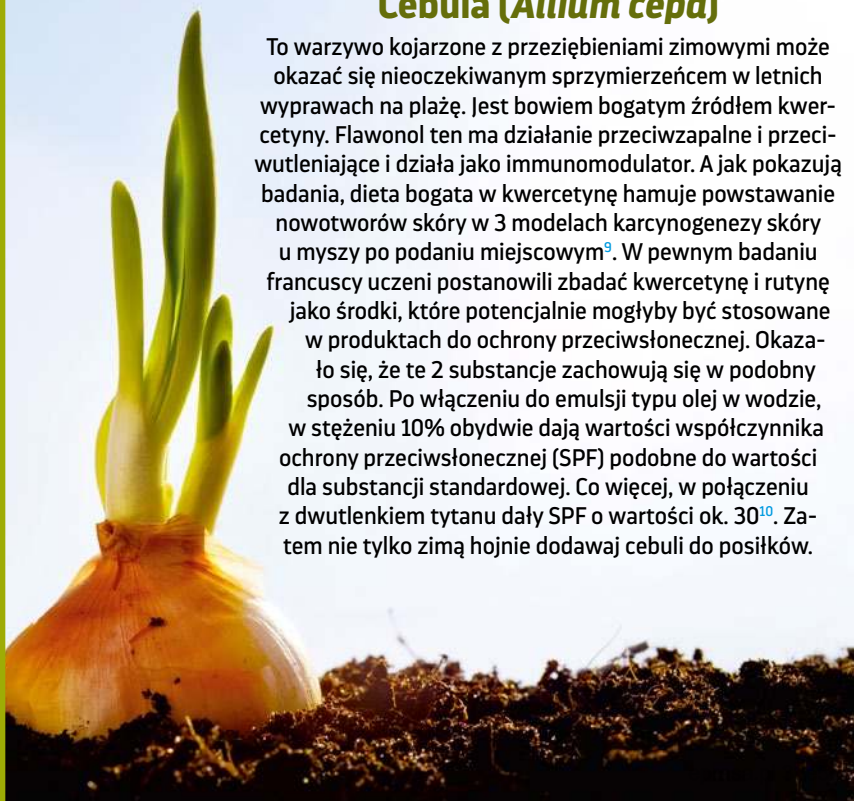 Cebula (Allium cepa)
To warzywo kojarzone z przeziębieniami zimowymi może
okazać się nieoczekiwanym sprzymierzeńcem w letnich
wyprawach na plażę. Jest bowiem bogatym źródłem kwer-
cetyny. Flawonol ten ma działanie przeciwzapalne i przeci-
wutleniające i działa jako immunomodulator. A jak pokazują
badania, dieta bogata w kwercetynę hamuje powstawanie
nowotworów skóry w 3 modelach karcynogenezy skóry
u myszy po podaniu miejscowym⁹. W pewnym badaniu
francuscy uczeni postanowili zbadać kwercetynę i rutynę
jako środki, które potencjalnie mogłyby być stosowane
w produktach do ochrony przeciwsłonecznej. Okaza-
ło się, że te 2 substancje zachowują się w podobny
sposób. Po włączeniu do emulsji typu olej w wodzie,
w stężeniu 10% obydwie dają wartości współczynnika
ochrony przeciwsłonecznej (SPF) podobne do wartości
dla substancji standardowej. Co więcej, w połączeniu
z dwutlenkiem tytanu dały SPF o wartości ok. 30¹⁰. Za-
tem nie tylko zimą hojnie dodawaj cebuli do posiłków.